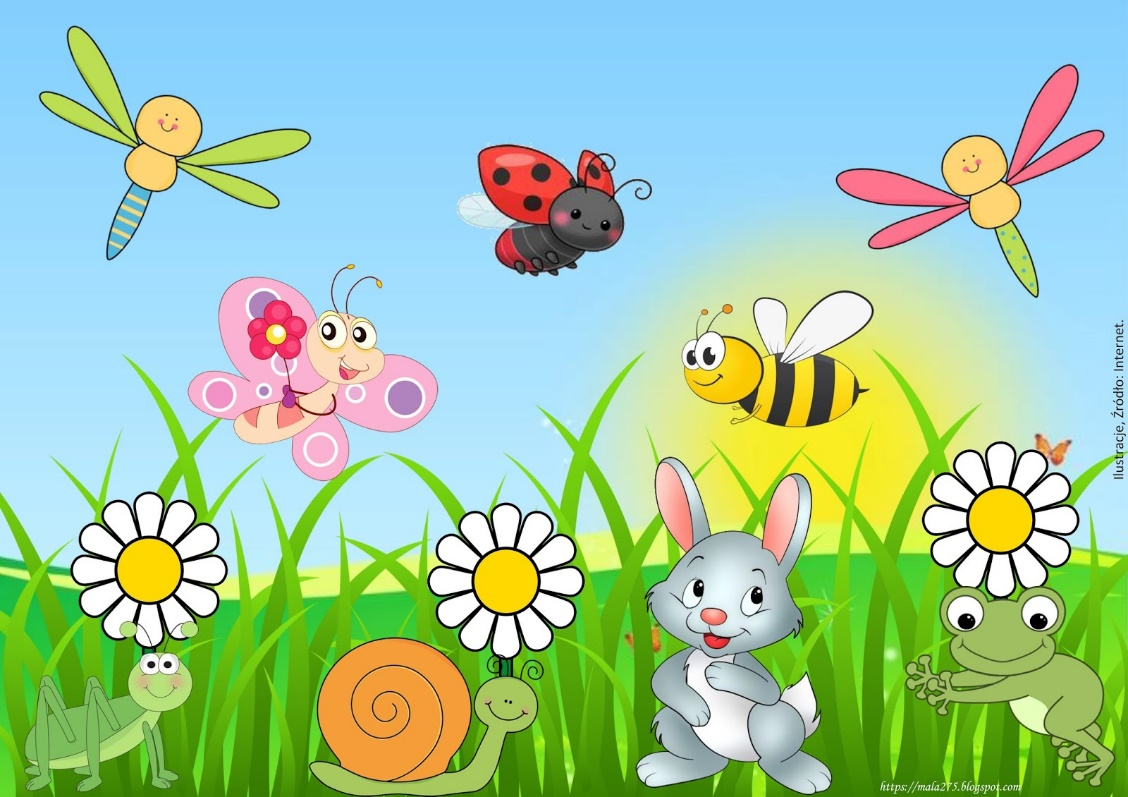 Ilustracje, Źródło: Internet.
https://mala275.blogspot.com